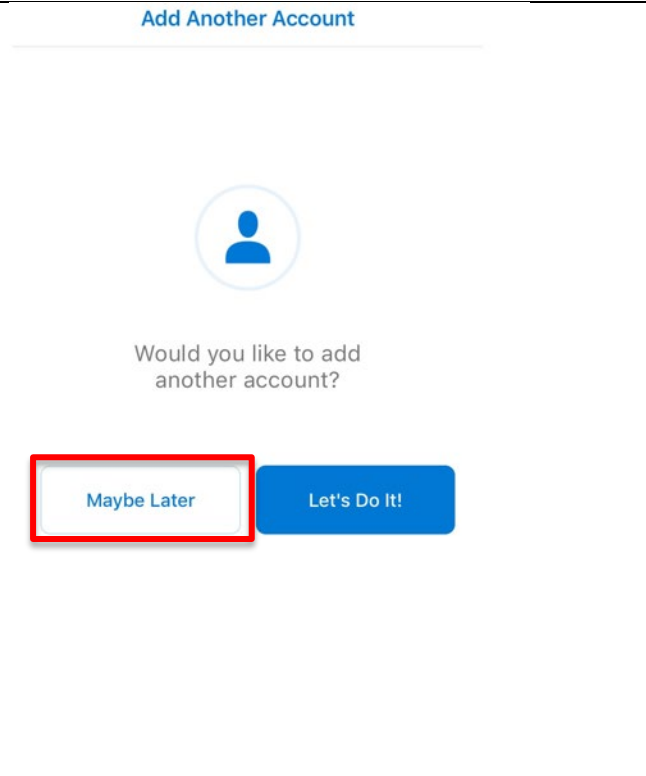 Add Another Account
Would you like to add
another account?
Maybe Later
Let's Do It!